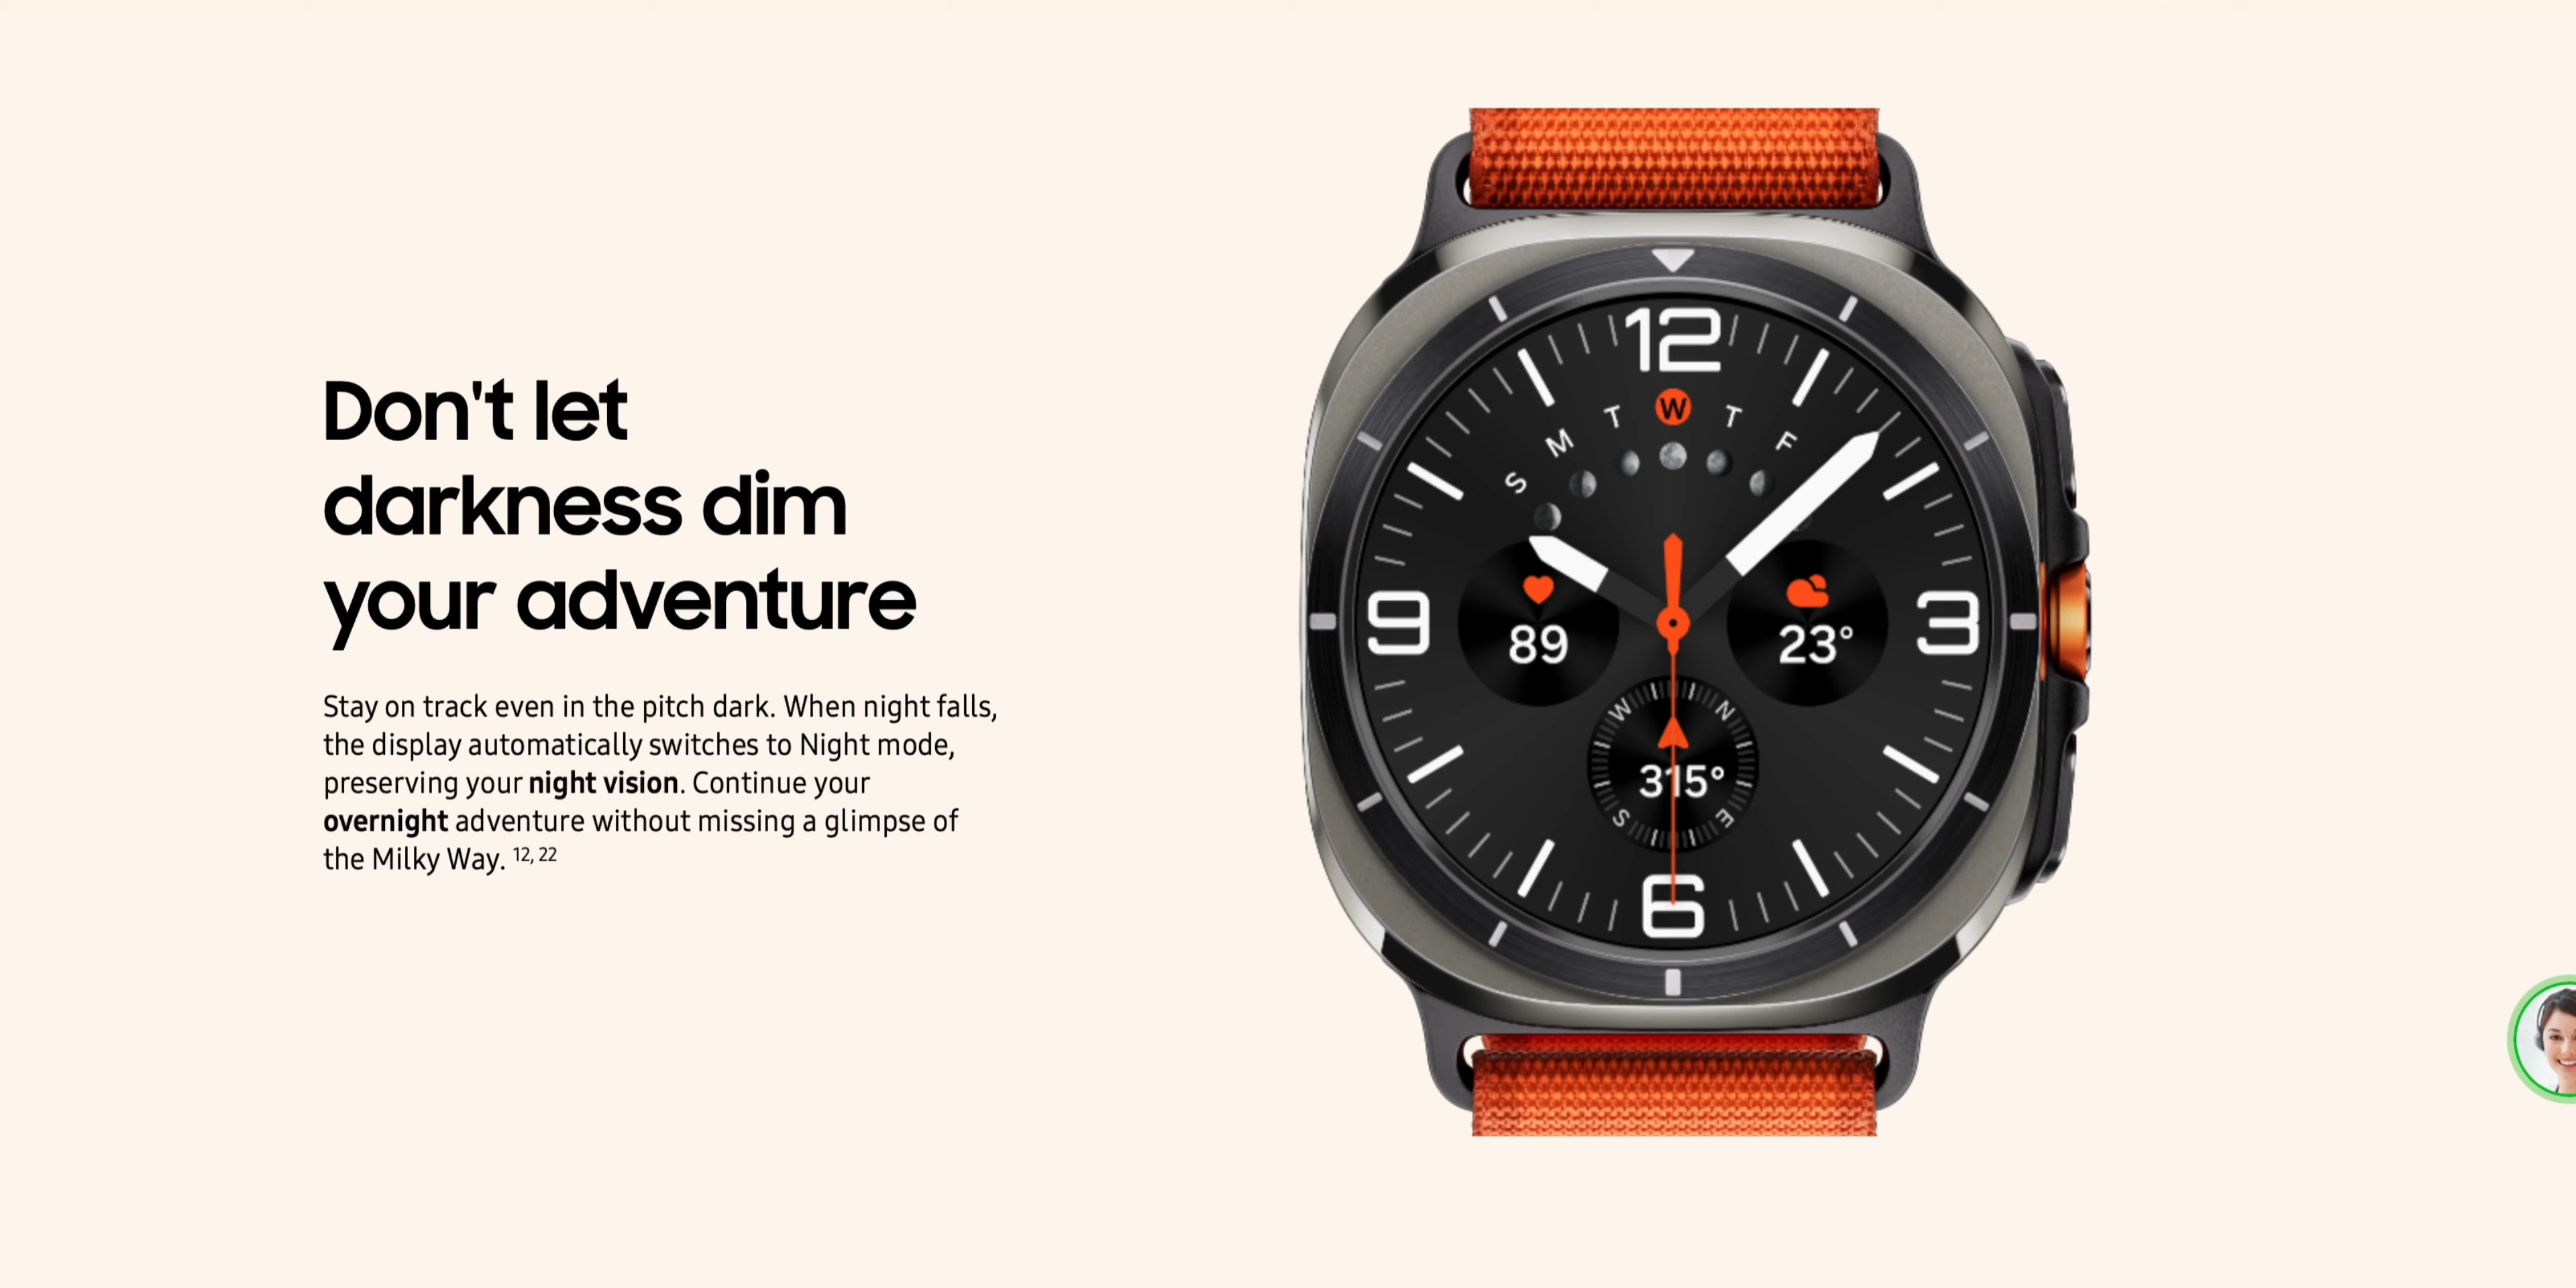 Don't let
darkness dim
your adventure
Stay on track even in the pitch dark. When night falls,
the display automatically switches to Night mode,
preserving your night vision. Continue your
overnight adventure without missing a glimpse of
the Milky Way. 12, 22
12
S M T W T F
9
89
23°
3
W N
315°
S E
6